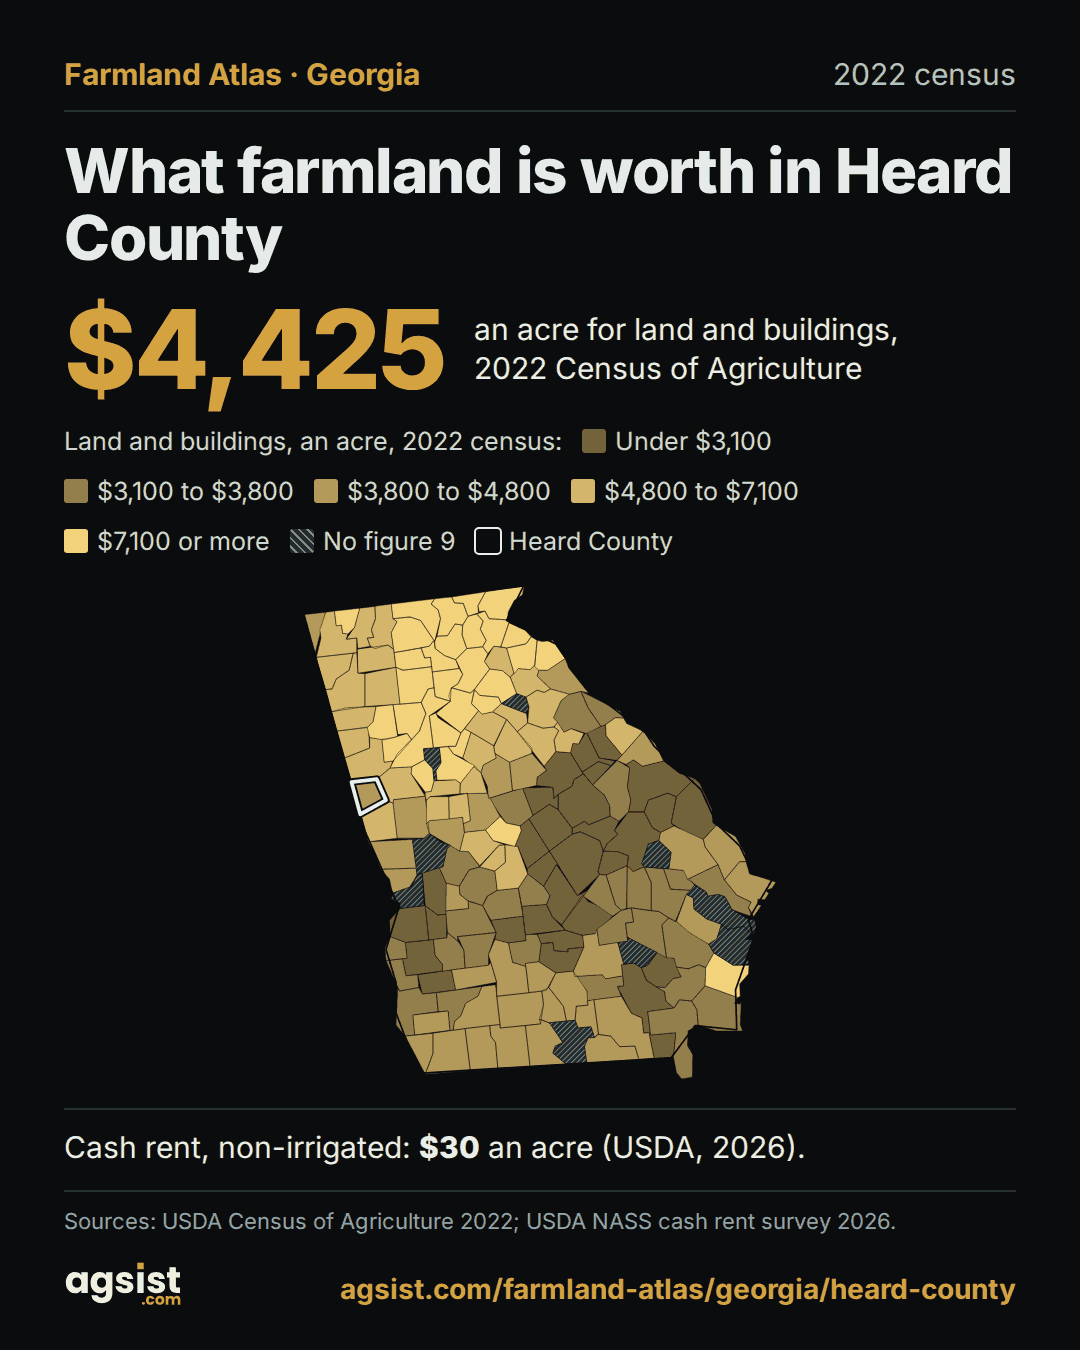 Farmland Atlas · Georgia
2022 census
What farmland is worth in Heard
County
$4,425
an acre for land and buildings,
2022 Census of Agriculture
Land and buildings, an acre, 2022 census: Under $3,100
$3,100 to $3,800 $3,800 to $4,800 $4,800 to $7,100
$7,100 or more No figure 9 Heard County
Cash rent, non-irrigated: $30 an acre (USDA, 2026).
Sources: USDA Census of Agriculture 2022; USDA NASS cash rent survey 2026.
agsist
.com
agsist.com/farmland-atlas/georgia/heard-county